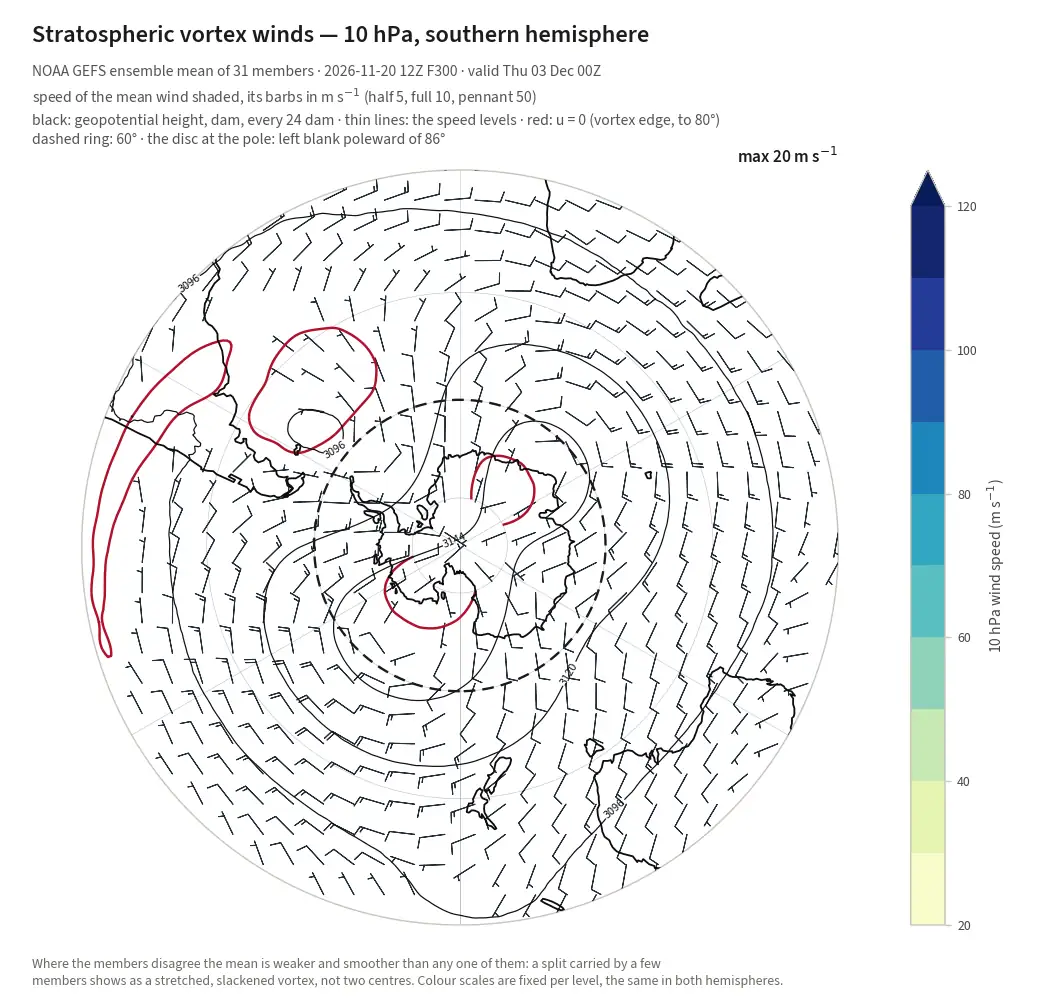 Stratospheric vortex winds — 10 hPa, southern hemisphere
NOAA GEFS ensemble mean of 31 members · 2026-11-20 12Z F300 · valid Thu 03 Dec 00Z
speed of the mean wind shaded, its barbs in m s⁻¹ (half 5, full 10, pennant 50)
black: geopotential height, dam, every 24 dam · thin lines: the speed levels · red: u = 0 (vortex edge, to 80°)
dashed ring: 60° · the disc at the pole: left blank poleward of 86°
max 20 m s⁻¹
120
100
80
60
40
20
10 hPa wind speed (m s⁻¹)
3096
3096
3144
3120
3096
Where the members disagree the mean is weaker and smoother than any one of them: a split carried by a few
members shows as a stretched, slackened vortex, not two centres. Colour scales are fixed per level, the same in both hemispheres.